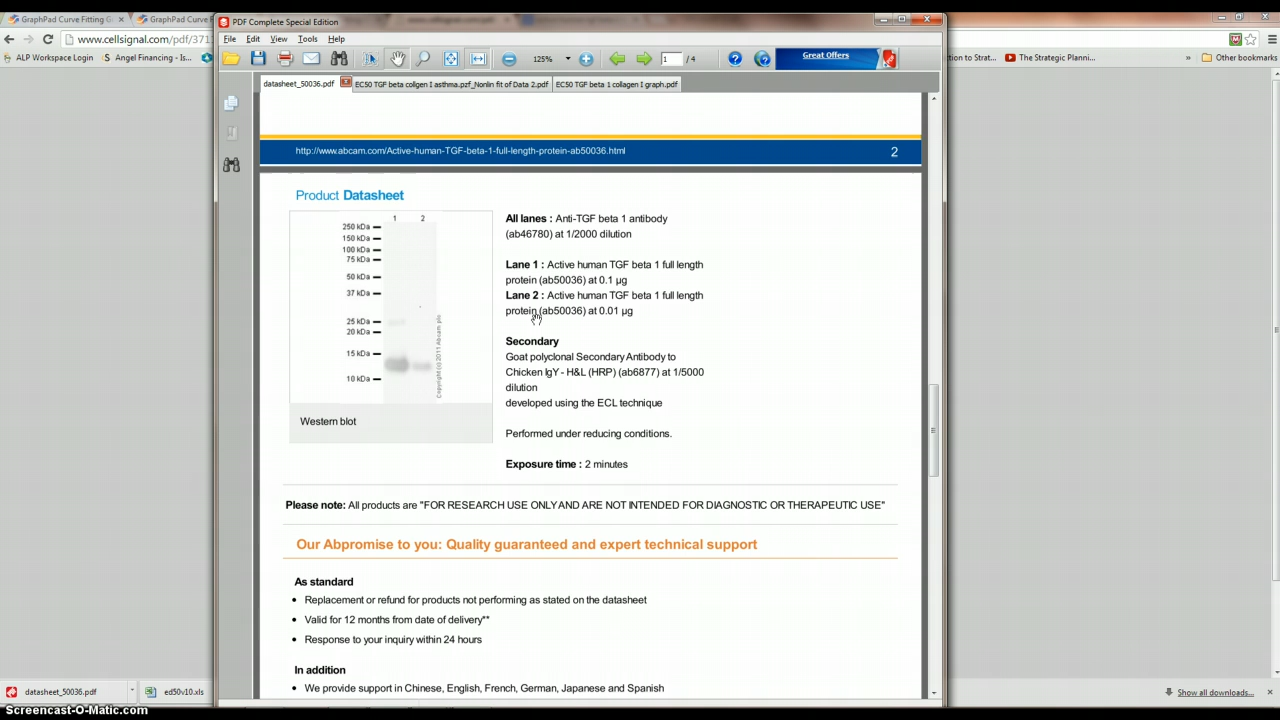 GraphPad Curve Fitting G
GraphPad Curve
PDF Complete Special Edition
www.cellsignal.com/pdf/371
File Edit View Tools Help
ALP Workspace Login
Angel Financing - Is...
ction to Strat...
The Strategic Planni...
»
Other bookmarks
125%
1 / 4
Great Offers
datasheet_50036.pdf
EC50 TGF beta collgen I asthma.pzf_Nonlin fit of Data 2.pdf
EC50 TGF beta 1 collagen I graph.pdf
http://www.abcam.com/Active-human-TGF-beta-1-full-length-protein-ab50036.html
2
Product Datasheet
1 2
250 kDa
150 kDa
100 kDa
75 kDa
50 kDa
37 kDa
25 kDa
20 kDa
15 kDa
10 kDa
Copyright (c) 2011 Abcam plc
Western blot
All lanes : Anti-TGF beta 1 antibody
(ab46780) at 1/2000 dilution
Lane 1 : Active human TGF beta 1 full length
protein (ab50036) at 0.1 µg
Lane 2 : Active human TGF beta 1 full length
protein (ab50036) at 0.01 µg
Secondary
Goat polyclonal Secondary Antibody to
Chicken IgY - H&L (HRP) (ab6877) at 1/5000
dilution
developed using the ECL technique
Performed under reducing conditions.
Exposure time : 2 minutes
Please note: All products are "FOR RESEARCH USE ONLY AND ARE NOT INTENDED FOR DIAGNOSTIC OR THERAPEUTIC USE"
Our Abpromise to you: Quality guaranteed and expert technical support
As standard
• Replacement or refund for products not performing as stated on the datasheet
• Valid for 12 months from date of delivery**
• Response to your inquiry within 24 hours
In addition
• We provide support in Chinese, English, French, German, Japanese and Spanish
datasheet_50036.pdf
ed50v10.xls
Show all downloads...
Screencast-O-Matic.com